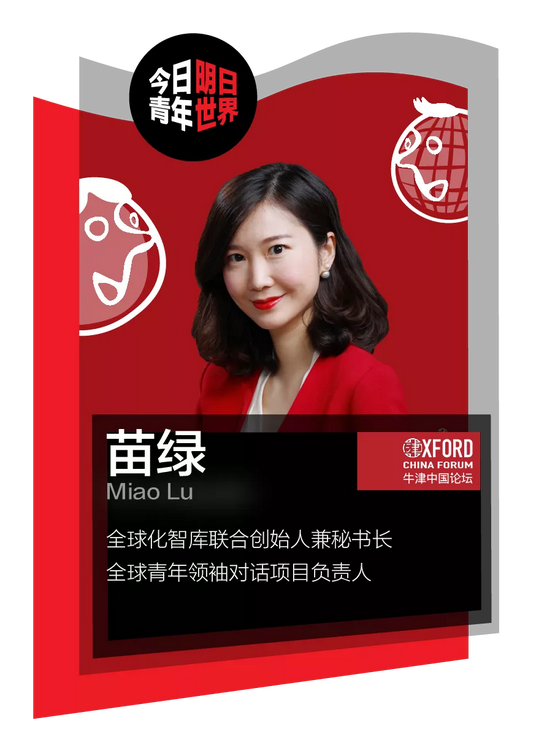 今日明日
青年世界
苗绿
Miao Lu
OXFORD
CHINA FORUM
牛津中国论坛
全球化智库联合创始人兼秘书长
全球青年领袖对话项目负责人